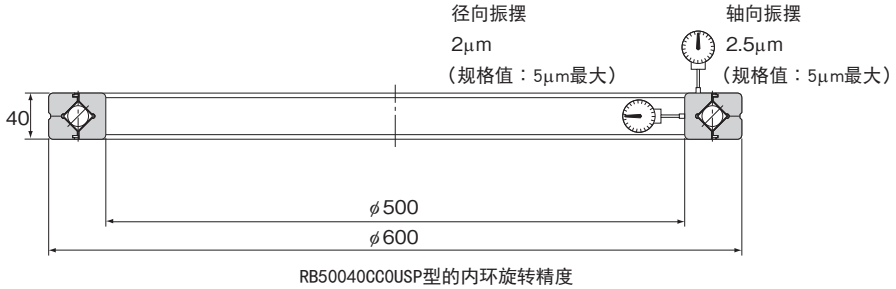 径向振摆
2μm
（规格值：5μm最大）
轴向振摆
2.5μm
（规格值：5μm最大）
40
φ500
φ600
RB50040CC0USP型的内环旋转精度